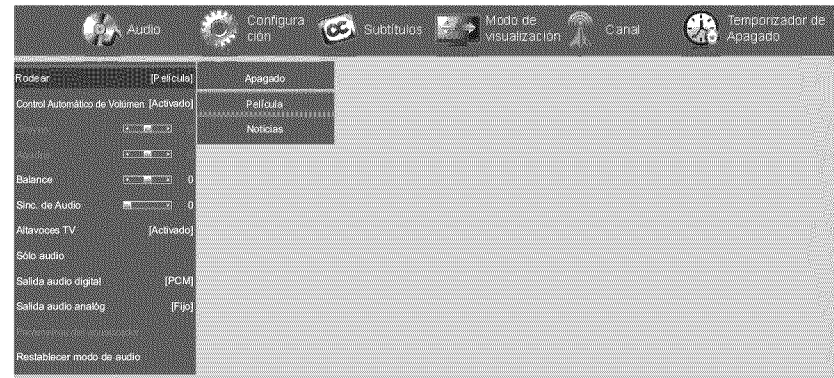 Audio
Configura
ción
Subtítulos
Modo de
visualización
Canal
Temporizador de
Apagado
Rodear [Película]
Apagado
Película
Noticias
Control Automático de Volúmen [Activado]
Balance 0
Sinc. de Audio 0
Altavoces TV [Activado]
Sólo audio
Salida audio digital [PCM]
Salida audio analóg [Fijo]
Restablecer modo de audio